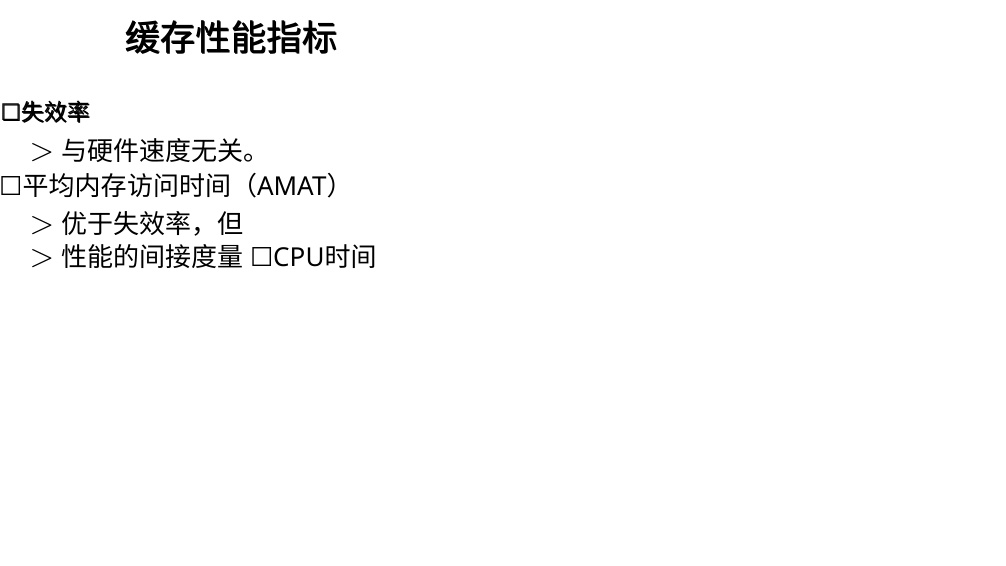 缓存性能指标
□失效率
> 与硬件速度无关。
□平均内存访问时间（AMAT）
> 优于失效率，但
> 性能的间接度量 □CPU时间